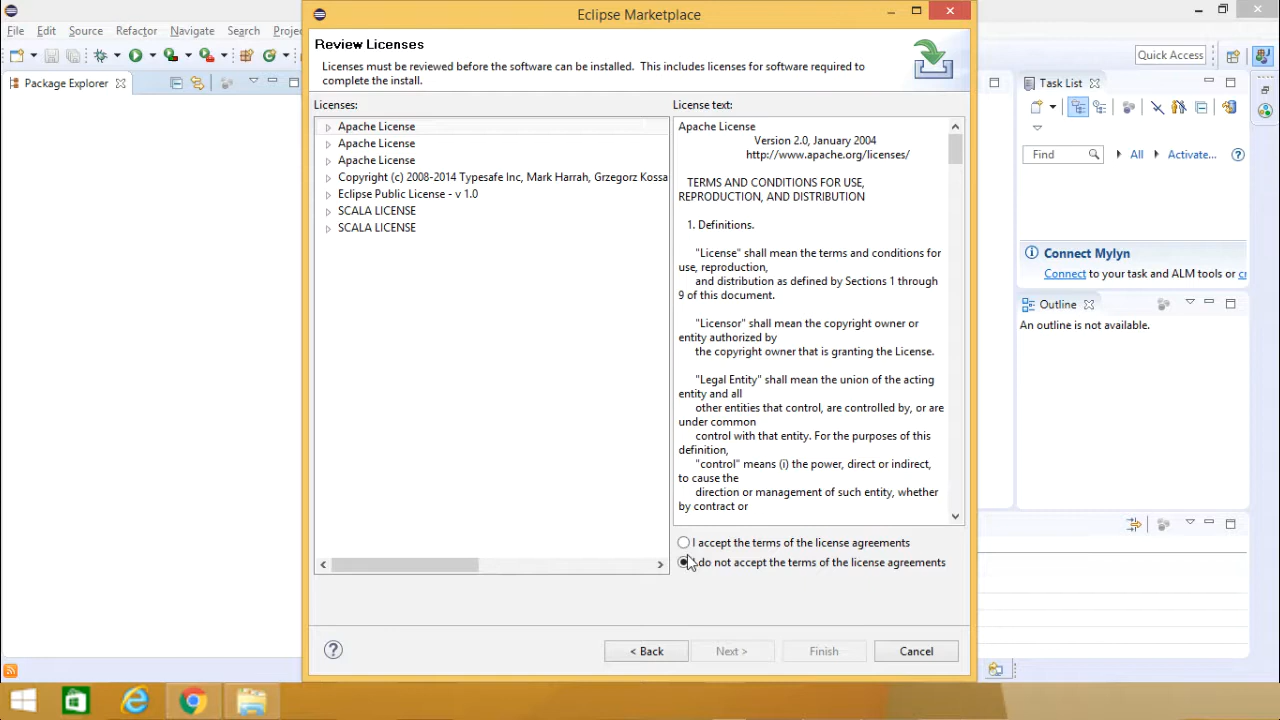 Eclipse Marketplace
File Edit Source Refactor Navigate Search Proje
Quick Access
Package Explorer
Review Licenses
Licenses must be reviewed before the software can be installed. This includes licenses for software required to
complete the install.
Licenses:
Apache License
Apache License
Apache License
Copyright (c) 2008-2014 Typesafe Inc, Mark Harrah, Grzegorz Kossa
Eclipse Public License - v 1.0
SCALA LICENSE
SCALA LICENSE
License text:
Apache License
Version 2.0, January 2004
http://www.apache.org/licenses/
TERMS AND CONDITIONS FOR USE,
REPRODUCTION, AND DISTRIBUTION
1. Definitions.
"License" shall mean the terms and conditions for
use, reproduction,
and distribution as defined by Sections 1 through
9 of this document.
"Licensor" shall mean the copyright owner or
entity authorized by
the copyright owner that is granting the License.
"Legal Entity" shall mean the union of the acting
entity and all
other entities that control, are controlled by, or are
under common
control with that entity. For the purposes of this
definition,
"control" means (i) the power, direct or indirect,
to cause the
direction or management of such entity, whether
by contract or
I accept the terms of the license agreements
do not accept the terms of the license agreements
< Back
Next >
Finish
Cancel
Task List
Find
All
Activate...
Connect Mylyn
Connect to your task and ALM tools or cr
Outline
An outline is not available.